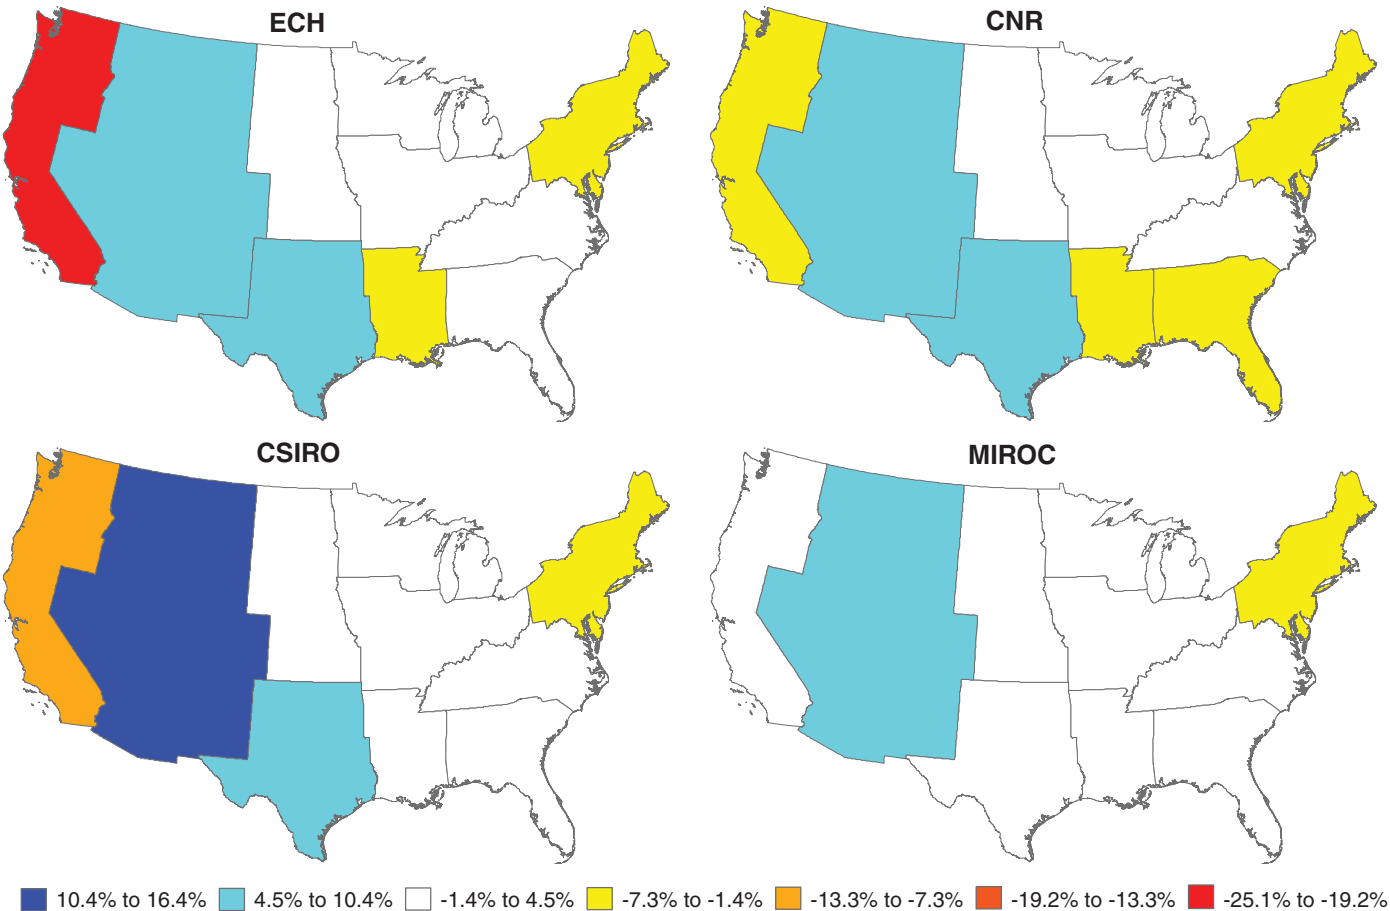 ECH
CNR
CSIRO
MIROC
10.4% to 16.4% 4.5% to 10.4% -1.4% to 4.5% -7.3% to -1.4% -13.3% to -7.3% -19.2% to -13.3% -25.1% to -19.2%